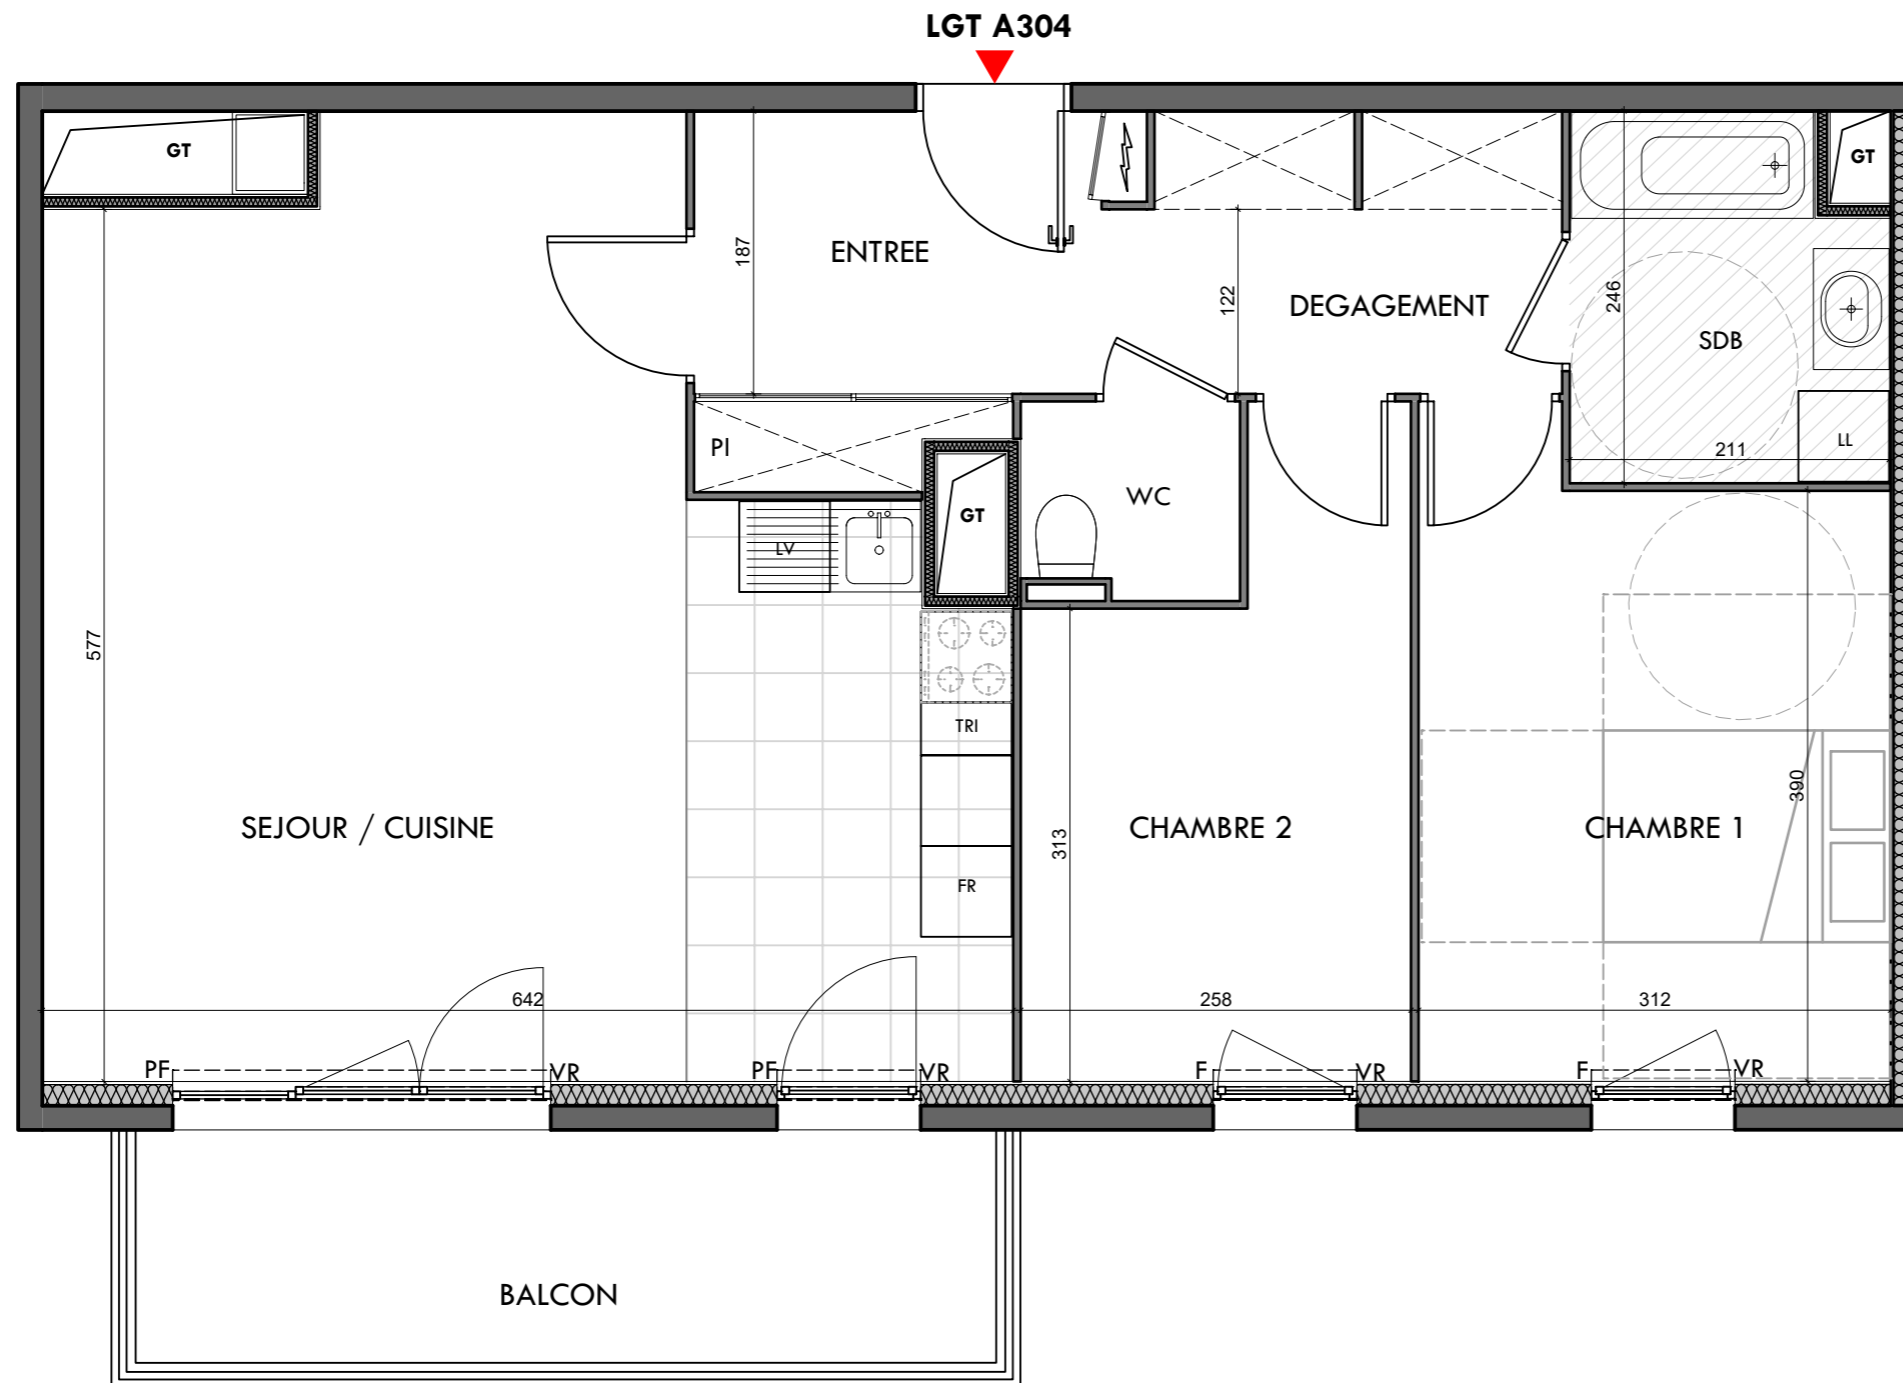 LGT A304
GT
GT
187
ENTREE
122
DEGAGEMENT
246
SDB
PI
LL
211
WC
GT
LV
577
TRI
390
SEJOUR / CUISINE
313
CHAMBRE 2
CHAMBRE 1
FR
642
258
312
PF
VR
PF
VR
F
VR
F
VR
BALCON